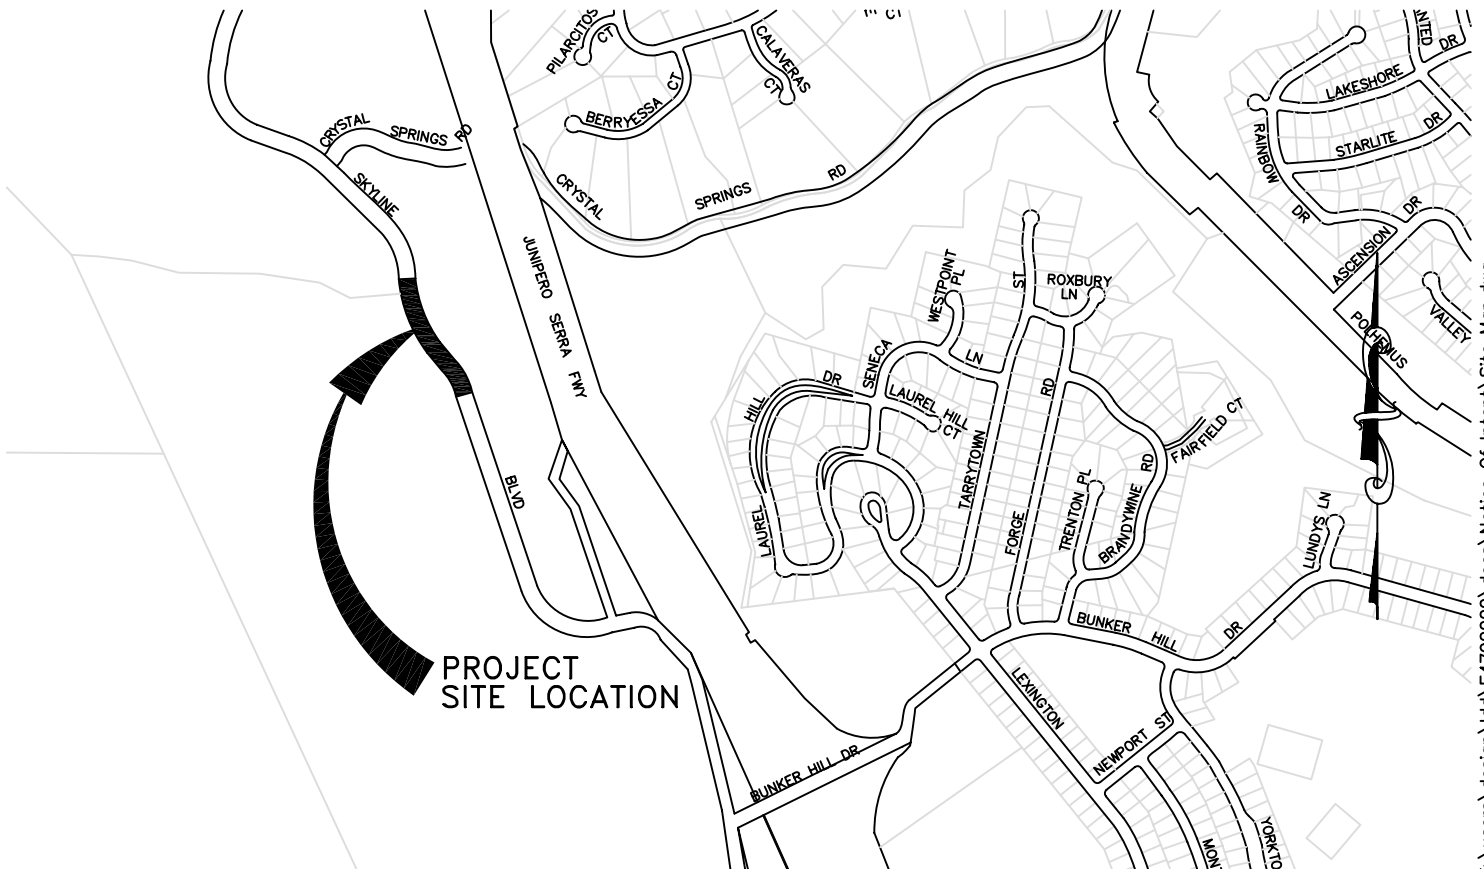 PILARCITOS
CT
CALAVERAS
CT
CT
BERRYESSA CT
CRYSTAL
SPRINGS RD
SKYLINE
BLVD
CRYSTAL
SPRINGS
RD
JUNIPERO SERRA FWY
LAKESHORE
DR
STARLITE
DR
RAINBOW
DR
DR
ASCENSION
POLHEMUS
VALLEY
WESTPOINT
PL
ST
ROXBURY
LN
SENECA
LN
DR
HILL
LAUREL
LAUREL HILL
CT
TARRYTOWN
FORGE
RD
TRENTON PL
BRANDYWINE RD
FAIRFIELD CT
LUNDYS LN
BUNKER HILL
DR
LEXINGTON
NEWPORT ST
BUNKER HILL DR
PROJECT
SITE LOCATION